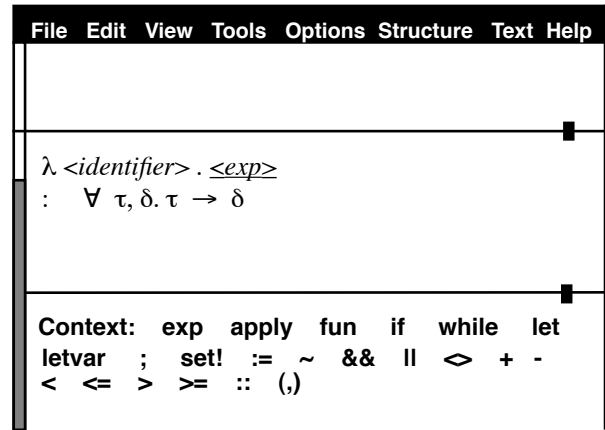 File Edit View Tools Options Structure Text Help
λ <identifier> . <exp>
: ∀ τ, δ. τ → δ
Context: exp apply fun if while let
letvar ; set! := ~ && || <> + -
< <= > >= :: (,)